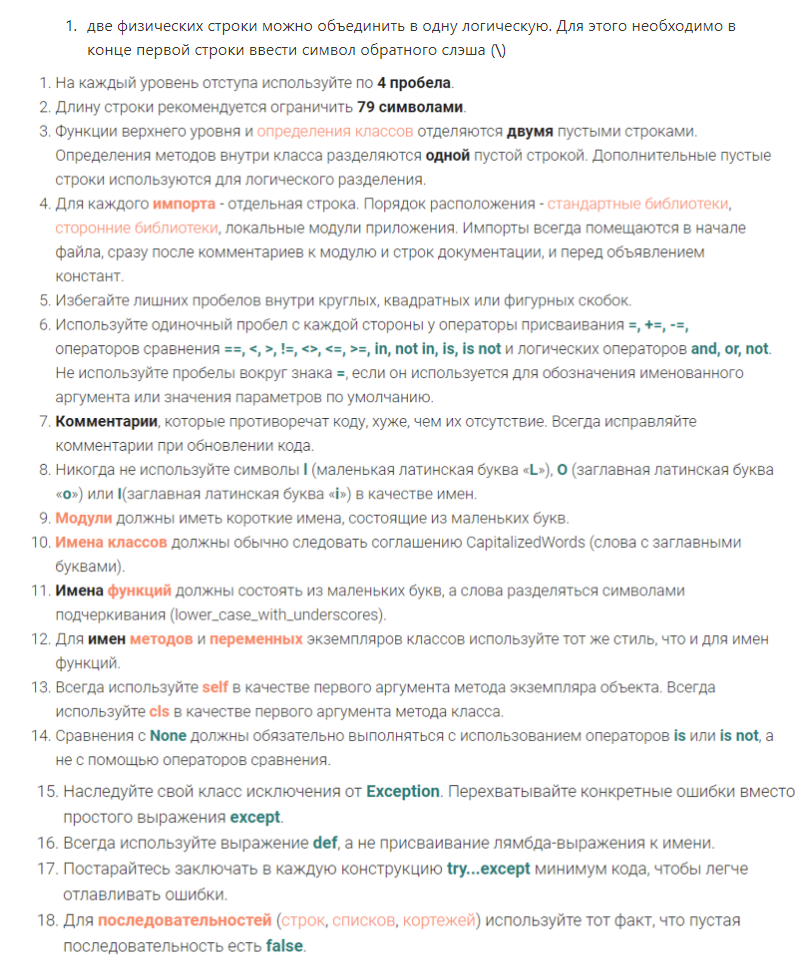 1. две физических строки можно объединить в одну логическую. Для этого необходимо в
конце первой строки ввести символ обратного слэша (\)
1. На каждый уровень отступа используйте по 4 пробела.
2. Длину строки рекомендуется ограничить 79 символами.
3. Функции верхнего уровня и определения классов отделяются двумя пустыми строками.
Определения методов внутри класса разделяются одной пустой строкой. Дополнительные пустые
строки используются для логического разделения.
4. Для каждого импорта - отдельная строка. Порядок расположения - стандартные библиотеки,
сторонние библиотеки, локальные модули приложения. Импорты всегда помещаются в начале
файла, сразу после комментариев к модулю и строк документации, и перед объявлением
констант.
5. Избегайте лишних пробелов внутри круглых, квадратных или фигурных скобок.
6. Используйте одиночный пробел с каждой стороны у операторы присваивания =, +=, -=,
операторов сравнения ==, <, >, !=, <>, <=, >=, in, not in, is, is not и логических операторов and, or, not.
Не используйте пробелы вокруг знака =, если он используется для обозначения именованного
аргумента или значения параметров по умолчанию.
7. Комментарии, которые противоречат коду, хуже, чем их отсутствие. Всегда исправляйте
комментарии при обновлении кода.
8. Никогда не используйте символы l (маленькая латинская буква «L»), O (заглавная латинская буква
«o») или I(заглавная латинская буква «i») в качестве имен.
9. Модули должны иметь короткие имена, состоящие из маленьких букв.
10. Имена классов должны обычно следовать соглашению CapitalizedWords (слова с заглавными
буквами).
11. Имена функций должны состоять из маленьких букв, а слова разделяться символами
подчеркивания (lower_case_with_underscores).
12. Для имен методов и переменных экземпляров классов используйте тот же стиль, что и для имен
функций.
13. Всегда используйте self в качестве первого аргумента метода экземпляра объекта. Всегда
используйте cls в качестве первого аргумента метода класса.
14. Сравнения с None должны обязательно выполняться с использованием операторов is или is not, а
не с помощью операторов сравнения.
15. Наследуйте свой класс исключения от Exception. Перехватывайте конкретные ошибки вместо
простого выражения except.
16. Всегда используйте выражение def, а не присваивание лямбда-выражения к имени.
17. Постарайтесь заключать в каждую конструкцию try...except минимум кода, чтобы легче
отлавливать ошибки.
18. Для последовательностей (строк, списков, кортежей) используйте тот факт, что пустая
последовательность есть false.